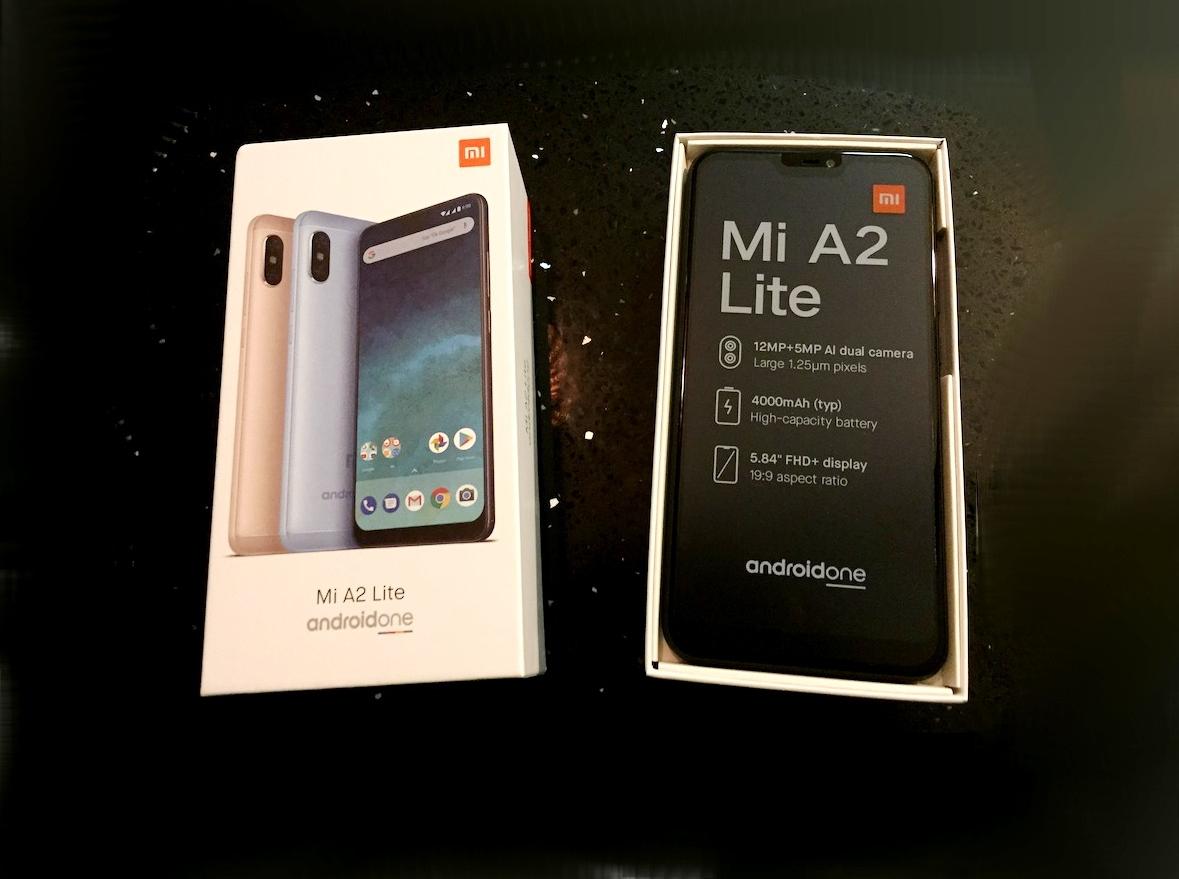 mi
Mi A2 Lite
androidone
mi
Mi A2
Lite
12MP+5MP AI dual camera
Large 1.25μm pixels
4000mAh (typ)
High-capacity battery
5.84" FHD+ display
19:9 aspect ratio
androidone